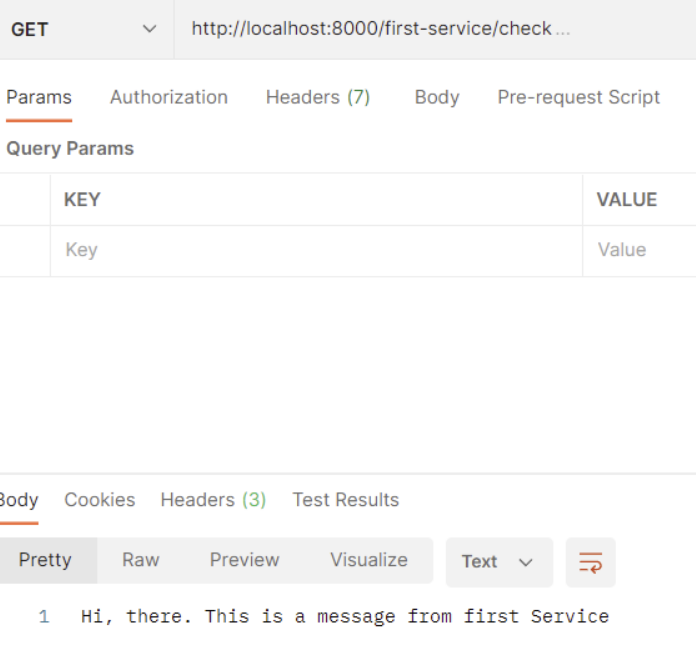 GET http://localhost:8000/first-service/check ...
Params Authorization Headers (7) Body Pre-request Script
Query Params
KEY VALUE
Key Value
Body Cookies Headers (3) Test Results
Pretty Raw Preview Visualize Text
1 Hi, there. This is a message from first Service